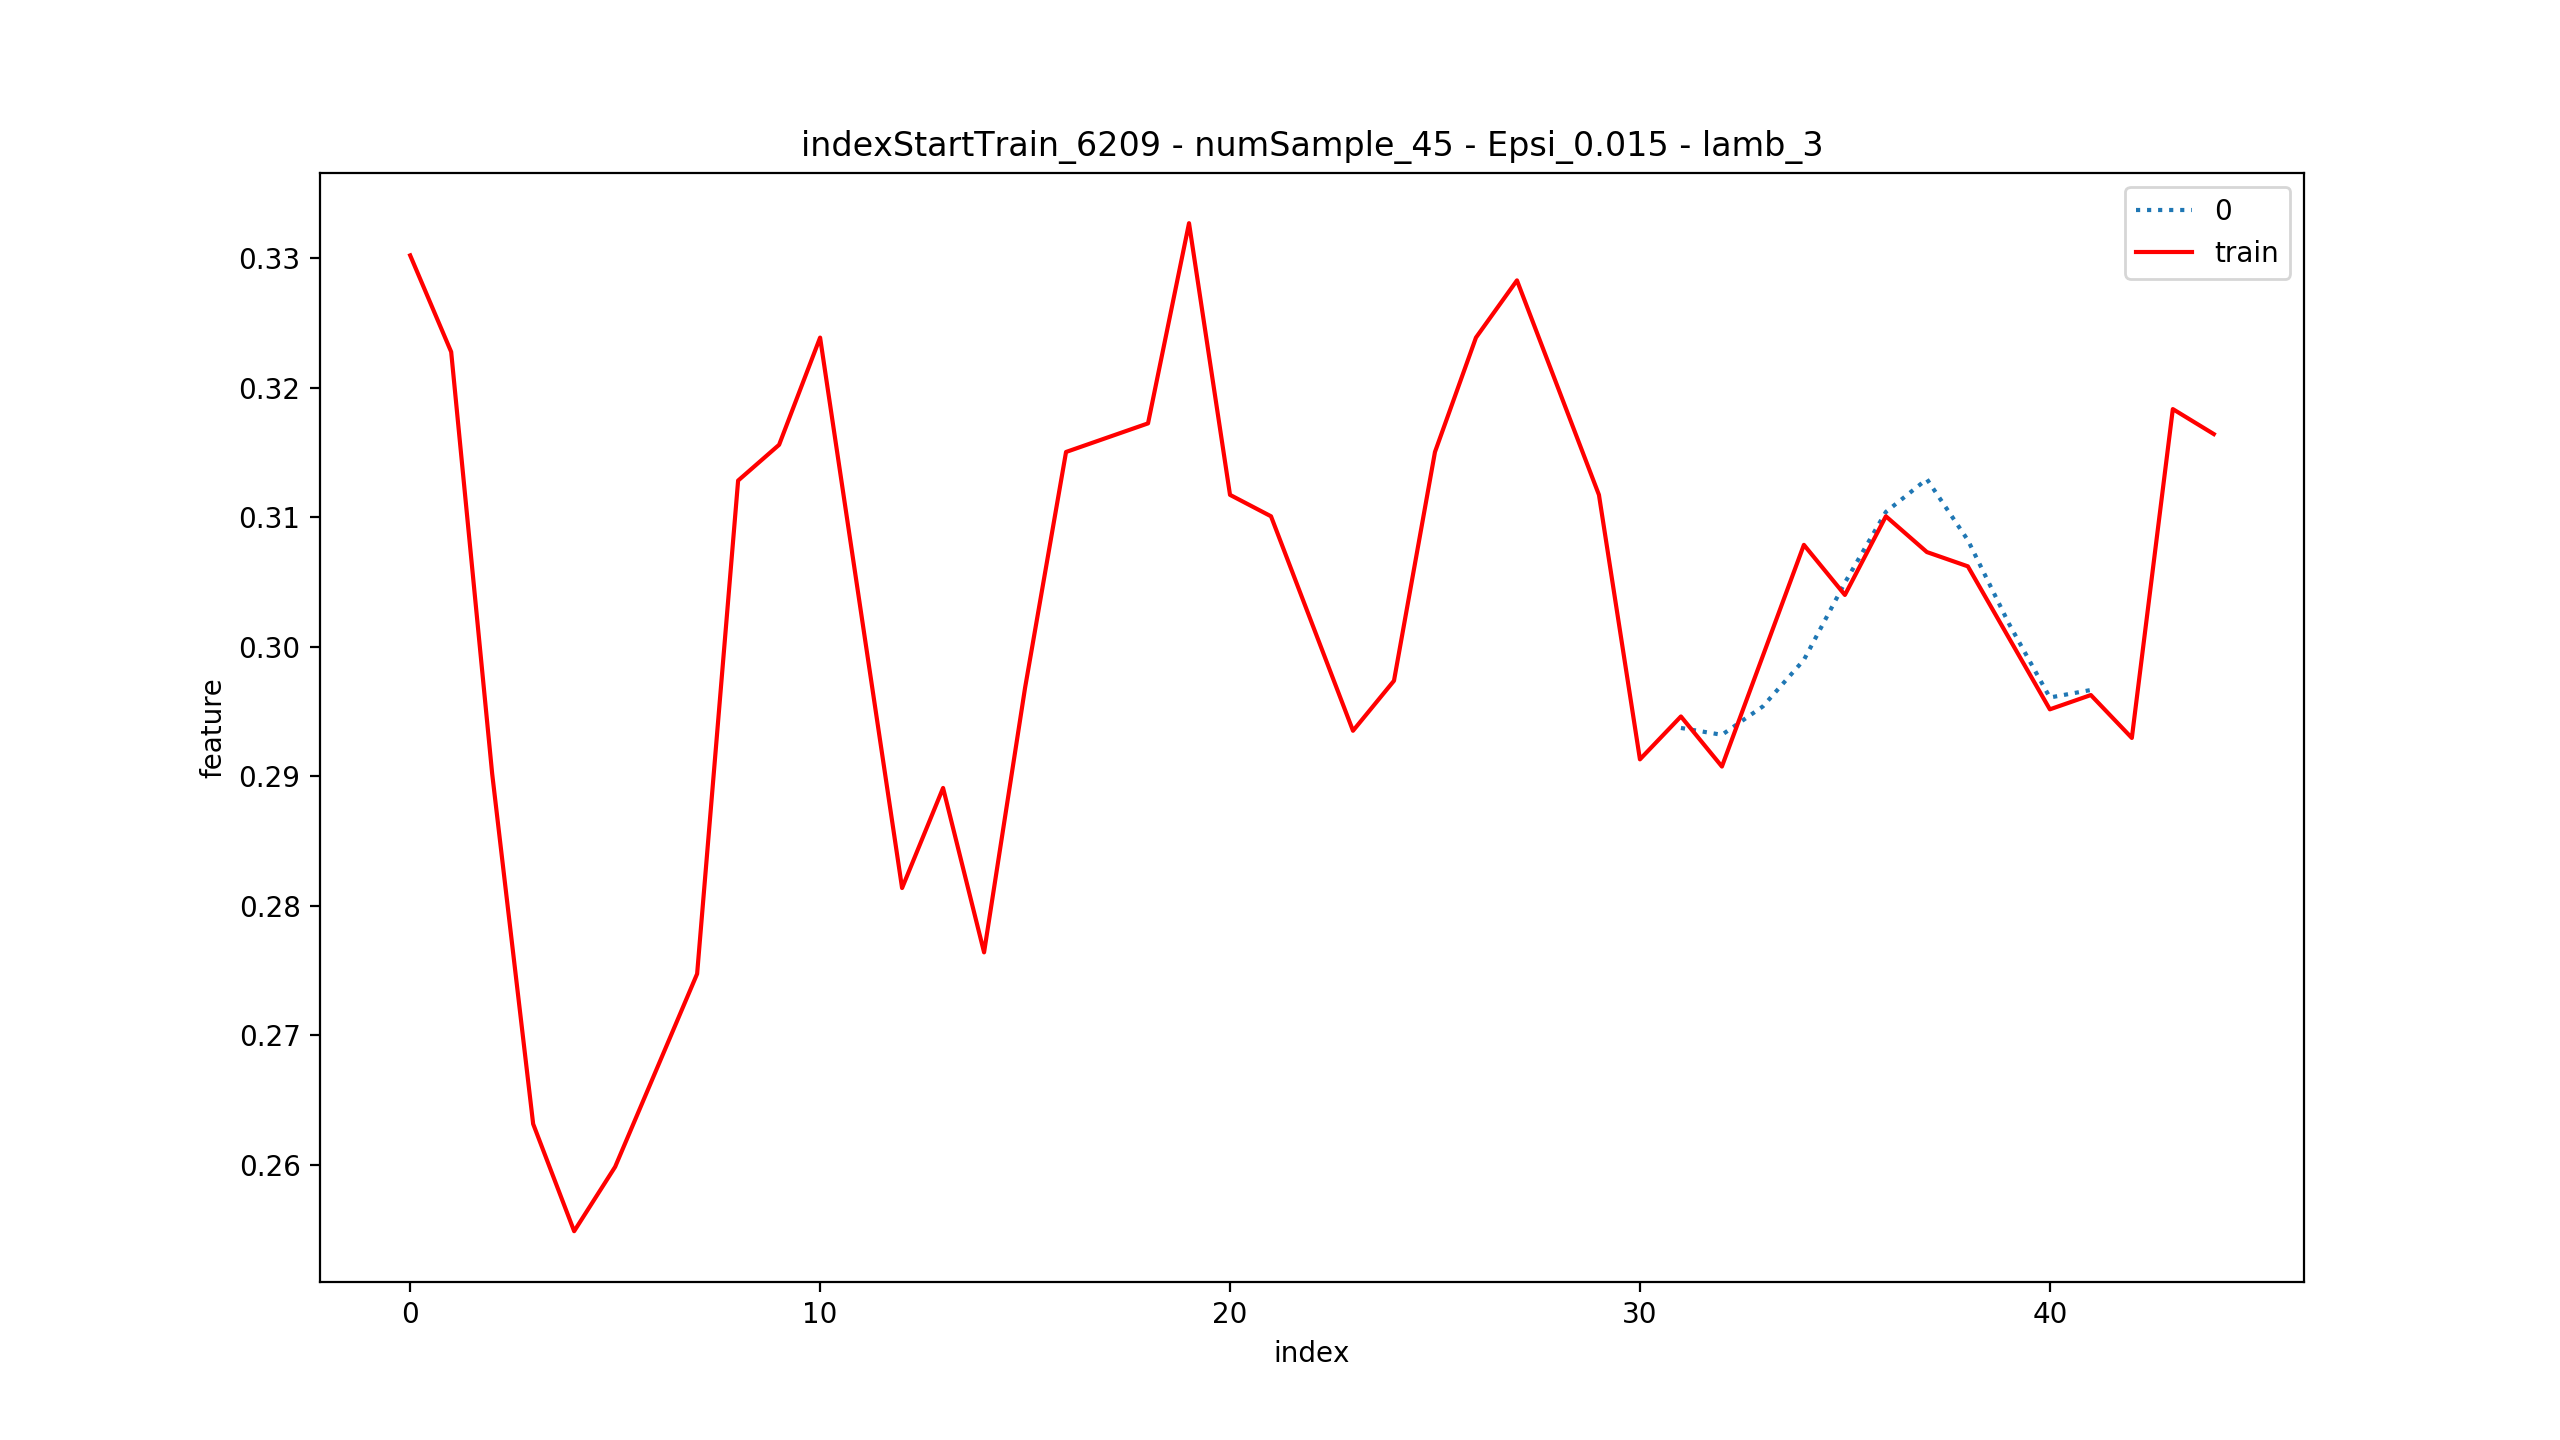 indexStartTrain_6209 - numSample_45 - Epsi_0.015 - lamb_3
0
train
0.33
0.32
0.31
0.30
0.29
0.28
0.27
0.26
feature
0 10 20 30 40
index